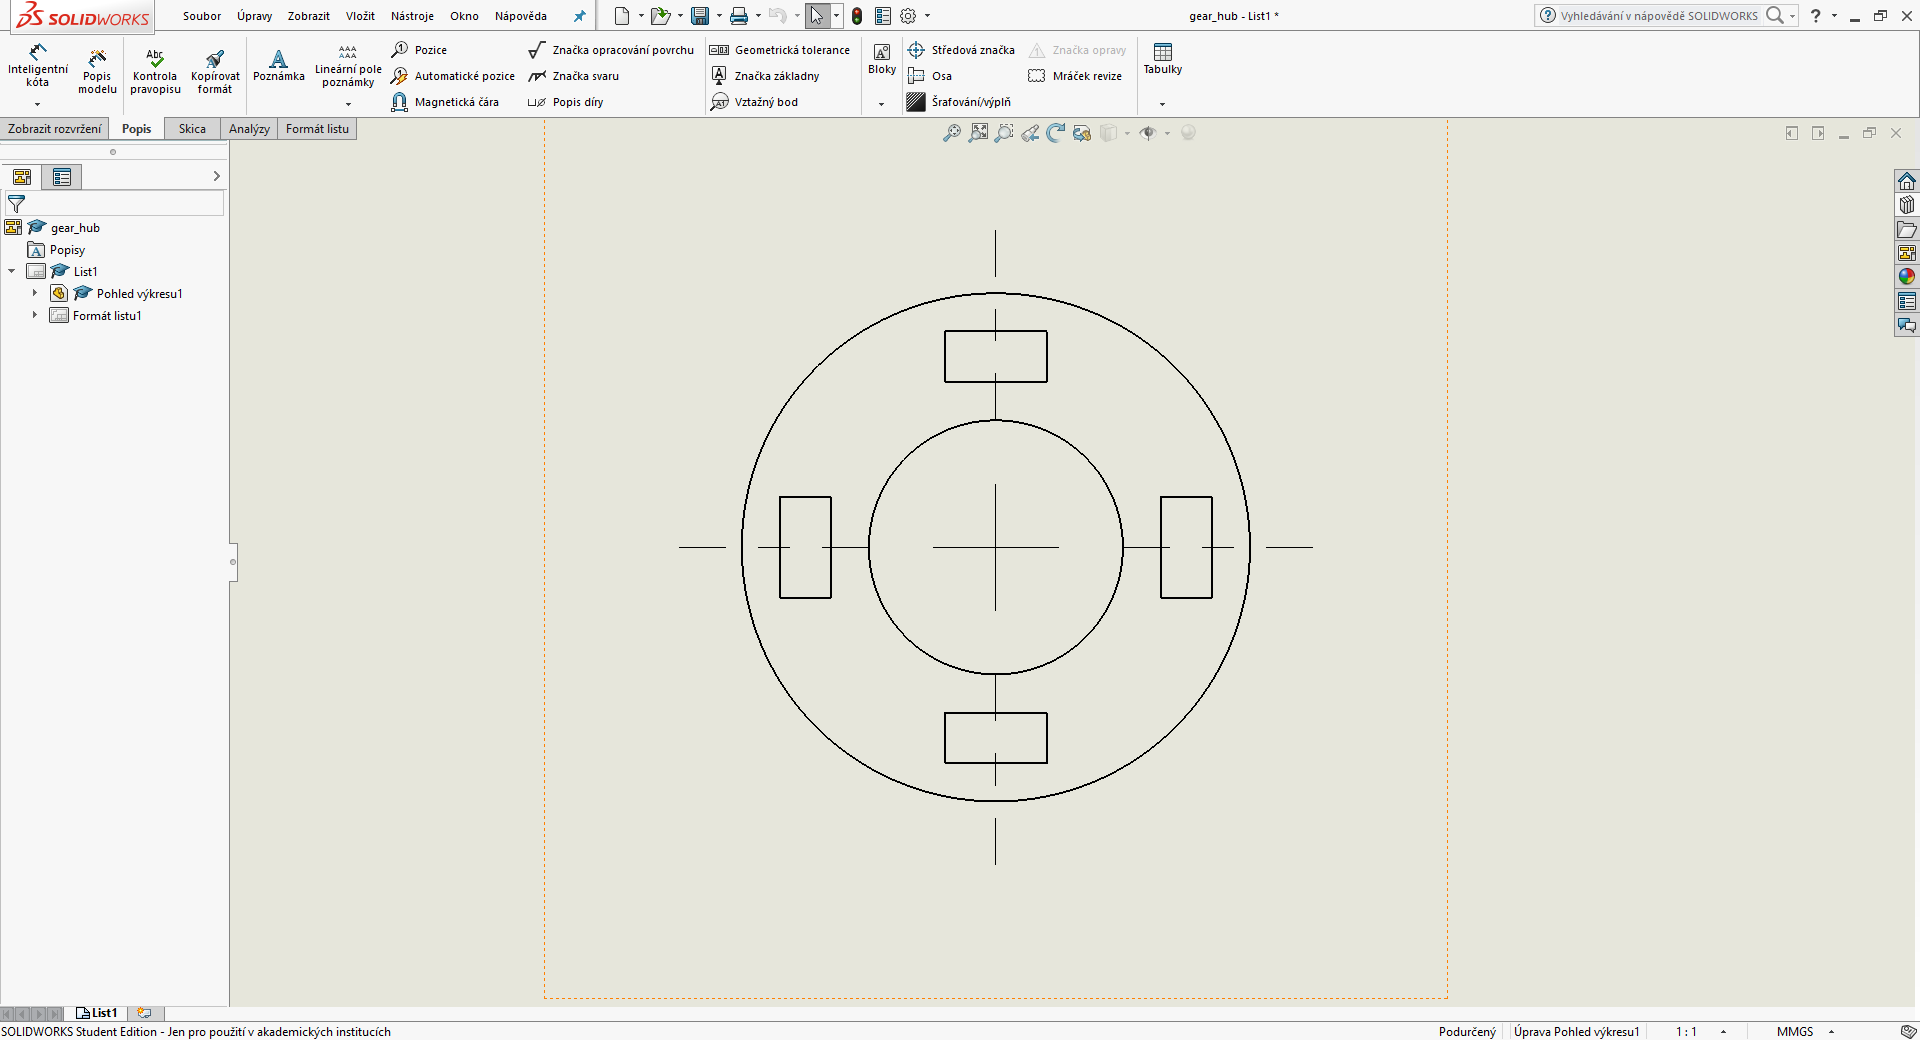 SOLIDWORKS
Soubor Úpravy Zobrazit Vložit Nástroje Okno Nápověda
gear_hub - List1 *
Vyhledávání v nápovědě SOLIDWORKS
Inteligentní kóta
Popis modelu
Abc
Kontrola pravopisu
Kopírovat formát
Poznámka
Lineární pole poznámky
Pozice
Automatické pozice
Magnetická čára
Značka opracování povrchu
Značka svaru
Popis díry
Geometrická tolerance
Značka základny
Vztažný bod
Bloky
Středová značka
Osa
Šrafování/výplň
Značka opravy
Mráček revize
Tabulky
Zobrazit rozvržení Popis Skica Analýzy Formát listu
gear_hub
Popisy
List1
Pohled výkresu1
Formát listu1
List1
SOLIDWORKS Student Edition - Jen pro použití v akademických institucích
Podurčený Úprava Pohled výkresu1 1 : 1 MMGS